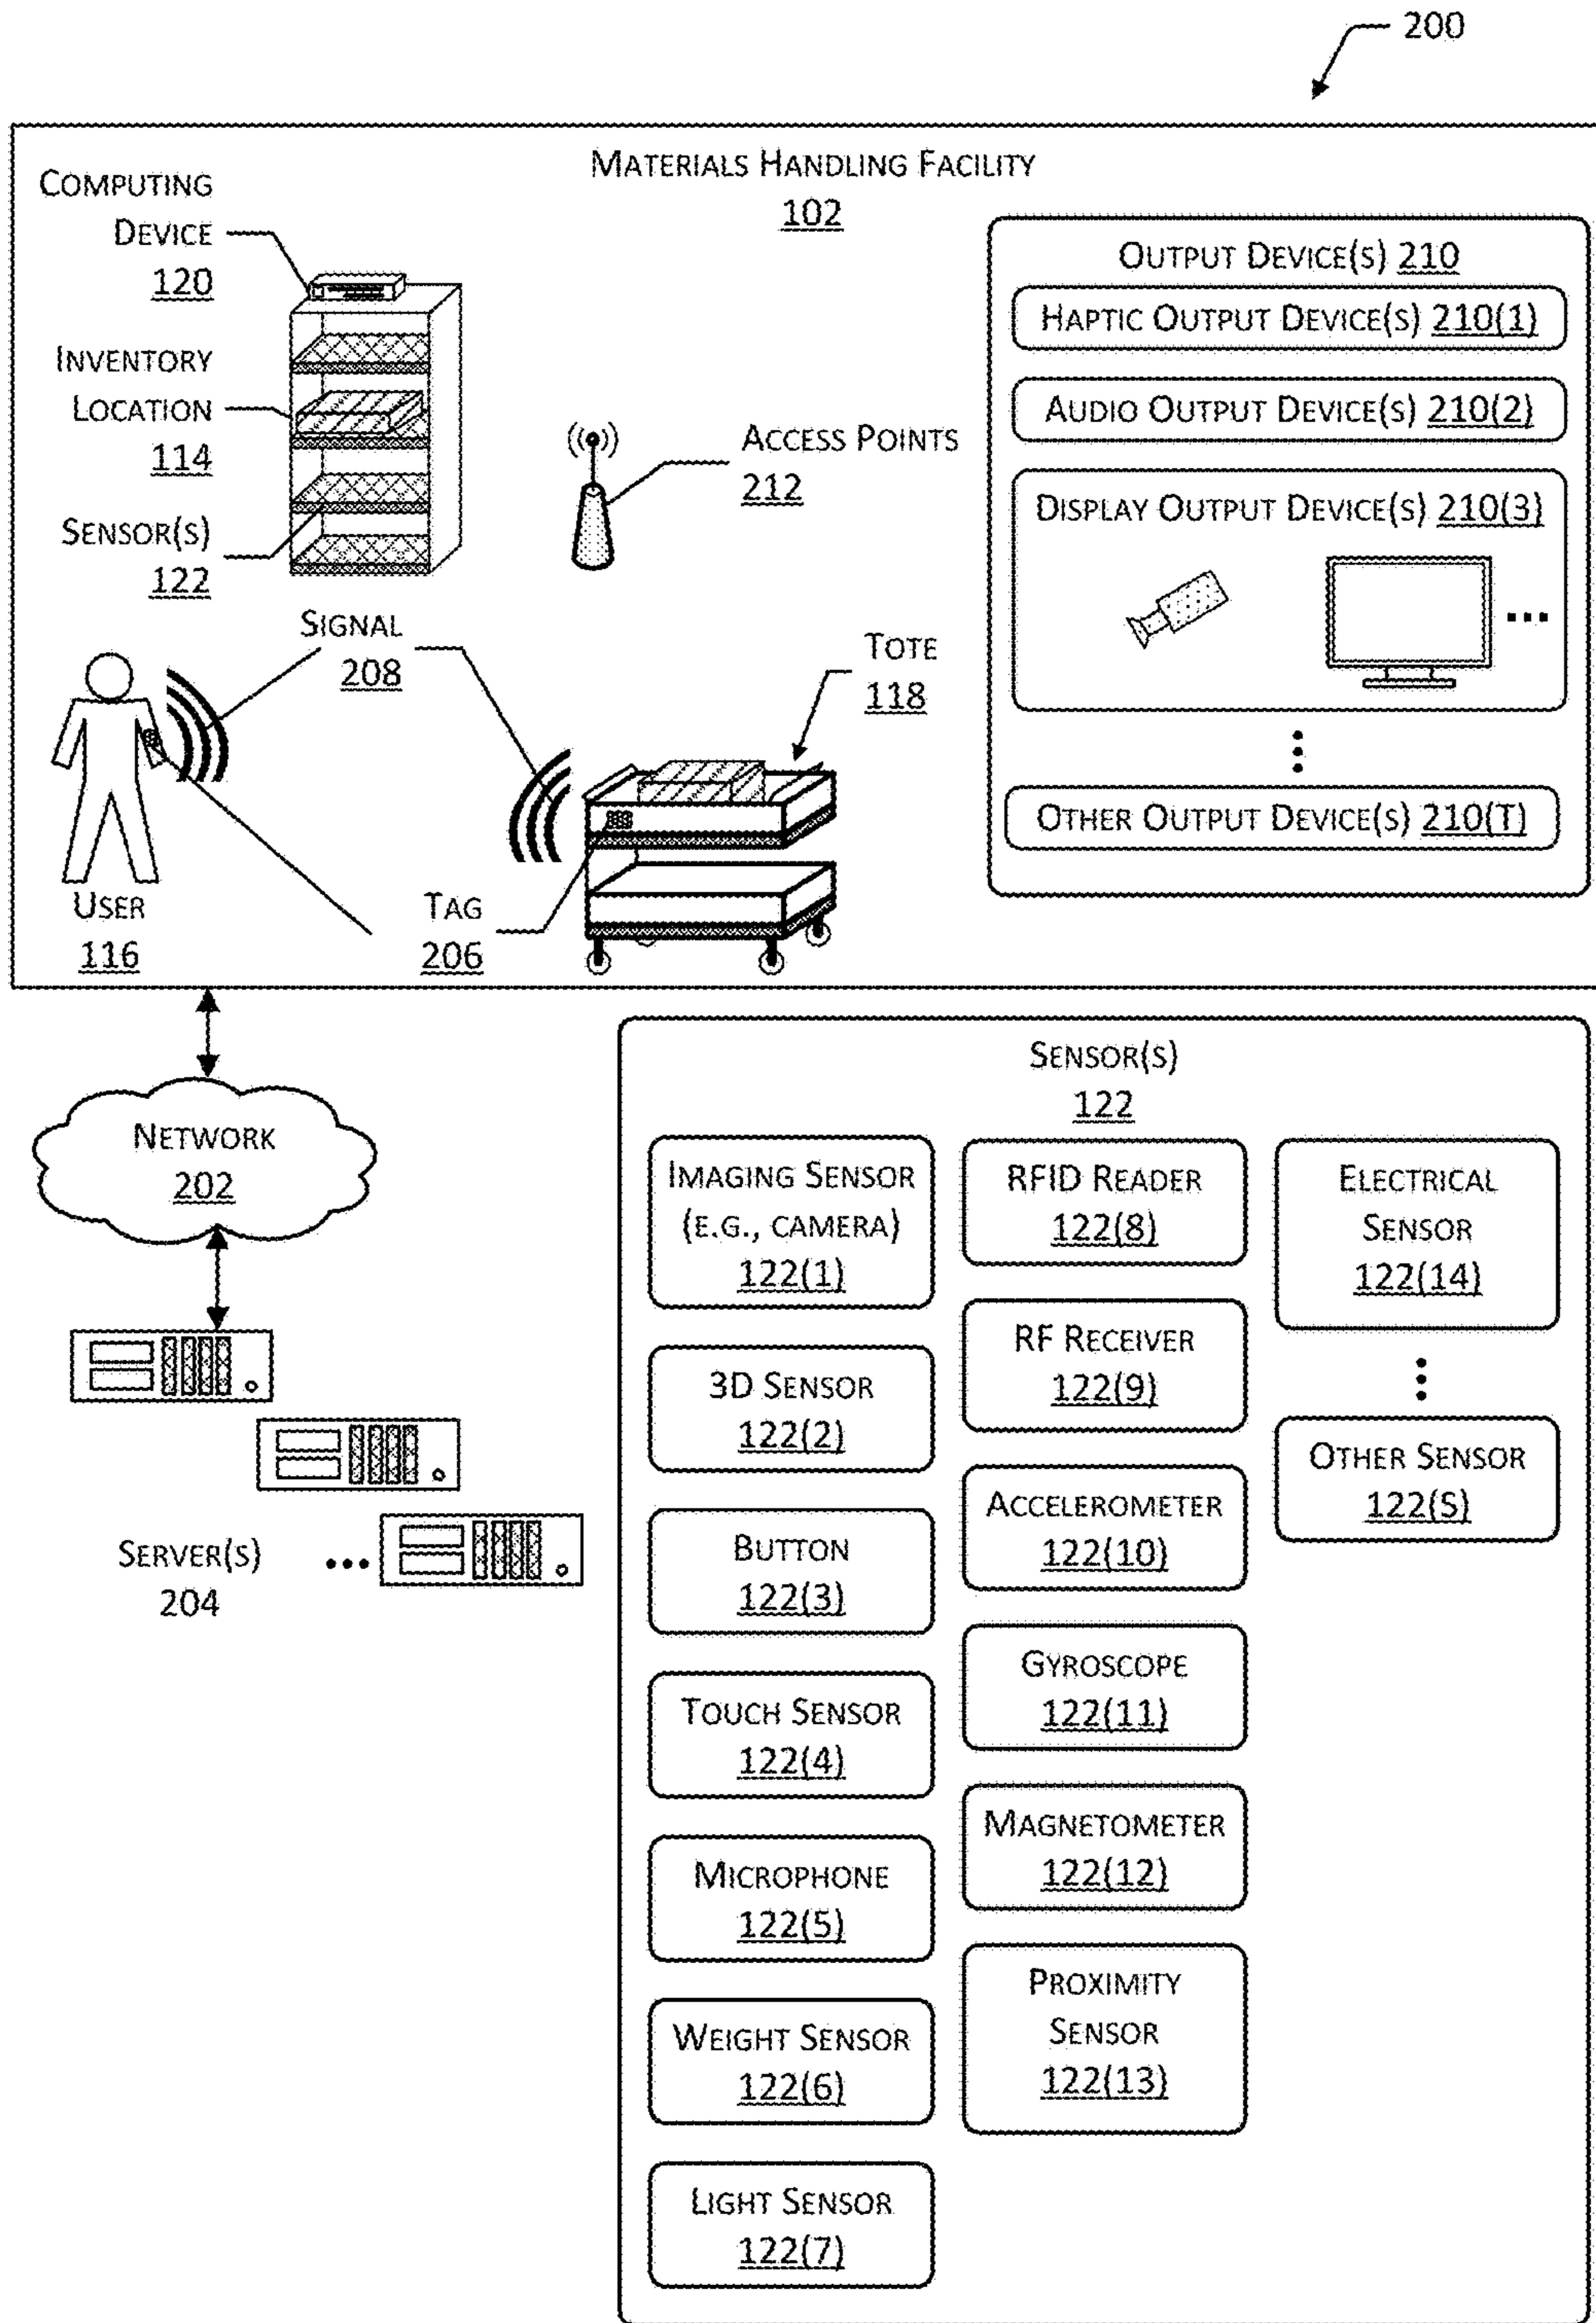 200
MATERIALS HANDLING FACILITY
102
COMPUTING
DEVICE
120
INVENTORY
LOCATION
114
SENSOR(S)
122
ACCESS POINTS
212
SIGNAL
208
TOTE
118
USER
116
TAG
206
OUTPUT DEVICE(S) 210
HAPTIC OUTPUT DEVICE(S) 210(1)
AUDIO OUTPUT DEVICE(S) 210(2)
DISPLAY OUTPUT DEVICE(S) 210(3)
OTHER OUTPUT DEVICE(S) 210(T)
NETWORK
202
SERVER(S)
204
SENSOR(S)
122
IMAGING SENSOR
(E.G., CAMERA)
122(1)
3D SENSOR
122(2)
BUTTON
122(3)
TOUCH SENSOR
122(4)
MICROPHONE
122(5)
WEIGHT SENSOR
122(6)
LIGHT SENSOR
122(7)
RFID READER
122(8)
RF RECEIVER
122(9)
ACCELEROMETER
122(10)
GYROSCOPE
122(11)
MAGNETOMETER
122(12)
PROXIMITY
SENSOR
122(13)
ELECTRICAL
SENSOR
122(14)
OTHER SENSOR
122(S)